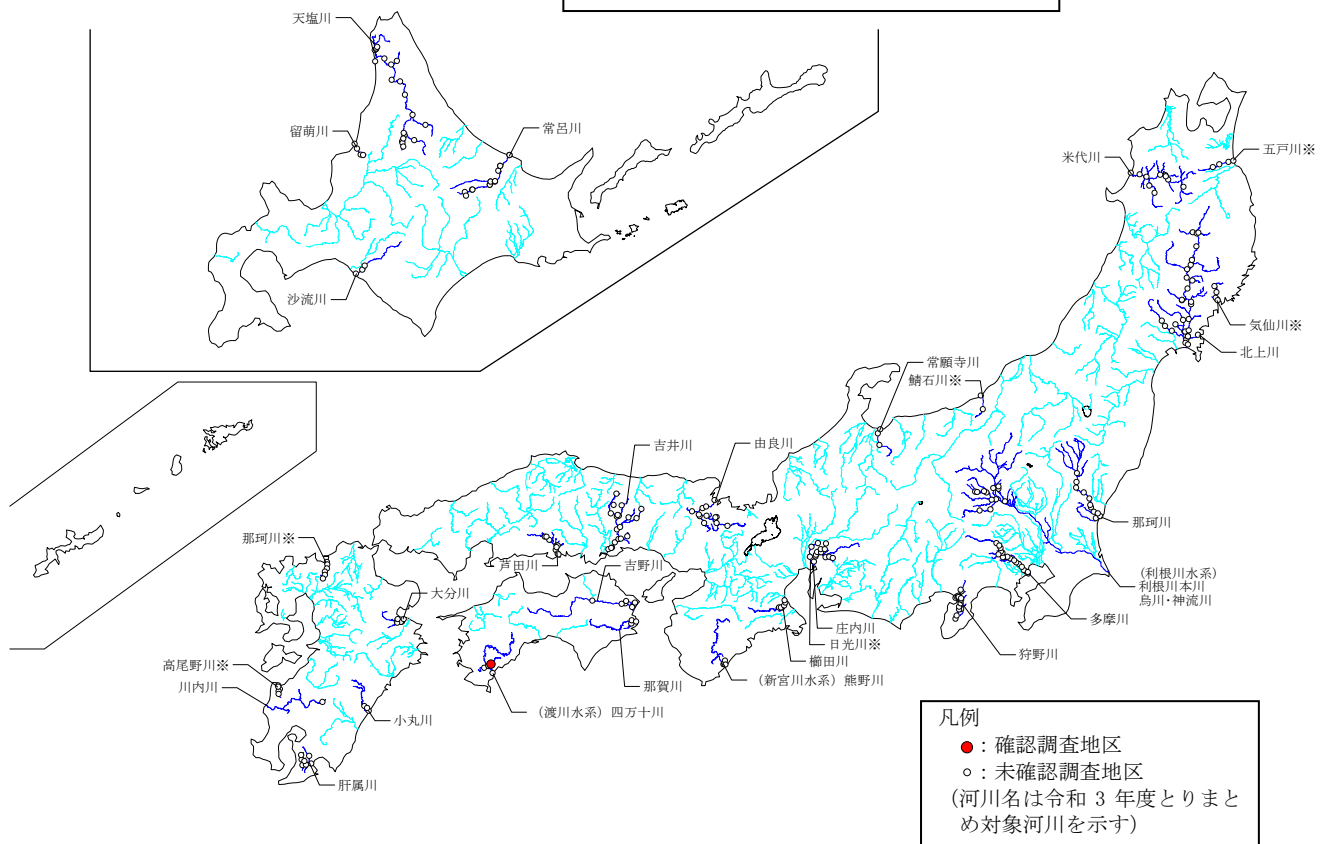 天塩川
留萌川
常呂川
沙流川
米代川
五戸川※
気仙川※
北上川
常願寺川
鯖石川※
吉井川
由良川
那珂川
那珂川※
芦田川
吉野川
大分川
(利根川水系)
利根川本川
烏川・神流川
多摩川
庄内川
日光川※
狩野川
櫛田川
高尾野川※
川内川
那賀川
(新宮川水系) 熊野川
小丸川
(渡川水系) 四万十川
肝属川
凡例
: 確認調査地区
: 未確認調査地区
(河川名は令和 3 年度とりまと
め対象河川を示す)